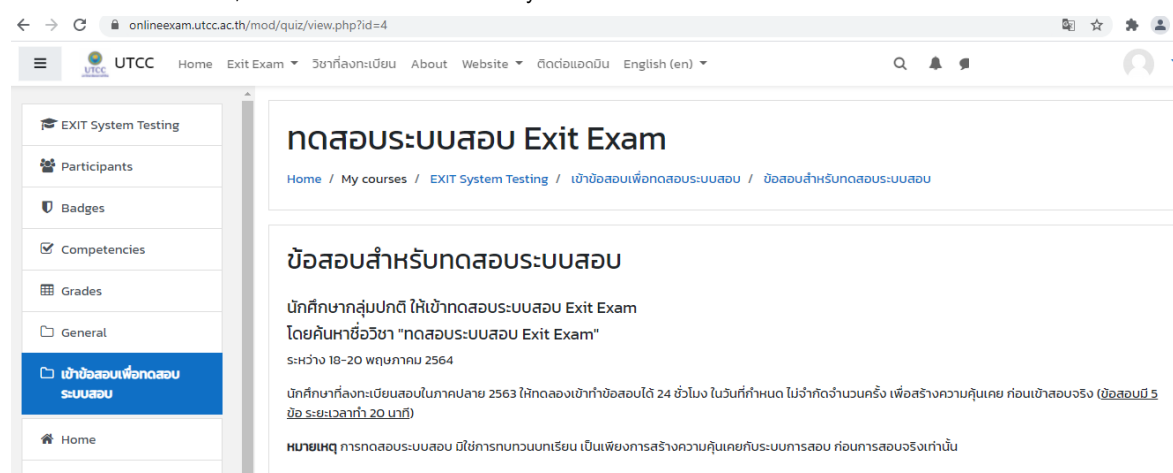 onlineexam.utcc.ac.th/mod/quiz/view.php?id=4
UTCC UTCC Home Exit Exam วิชาที่ลงทะเบียน About Website ติดต่อแอดมิน English (en)
EXIT System Testing
Participants
Badges
Competencies
Grades
General
เข้าข้อสอบเพื่อทดสอบ
ระบบสอบ
Home
ทดสอบระบบสอบ Exit Exam
Home / My courses / EXIT System Testing / เข้าข้อสอบเพื่อทดสอบระบบสอบ / ข้อสอบสำหรับทดสอบระบบสอบ
ข้อสอบสำหรับทดสอบระบบสอบ
นักศึกษากลุ่มปกติ ให้เข้าทดสอบระบบสอบ Exit Exam
โดยค้นหาชื่อวิชา "ทดสอบระบบสอบ Exit Exam"
ระหว่าง 18-20 พฤษภาคม 2564
นักศึกษาที่ลงทะเบียนสอบในภาคปลาย 2563 ให้ทดลองเข้าทำข้อสอบได้ 24 ชั่วโมง ในวันที่กำหนด ไม่จำกัดจำนวนครั้ง เพื่อสร้างความคุ้นเคย ก่อนเข้าสอบจริง (ข้อสอบมี 5
ข้อ ระยะเวลาทำ 20 นาที)
หมายเหตุ การทดสอบระบบสอบ มิใช่การทบทวนบทเรียน เป็นเพียงการสร้างความคุ้นเคยกับระบบการสอบ ก่อนการสอบจริงเท่านั้น